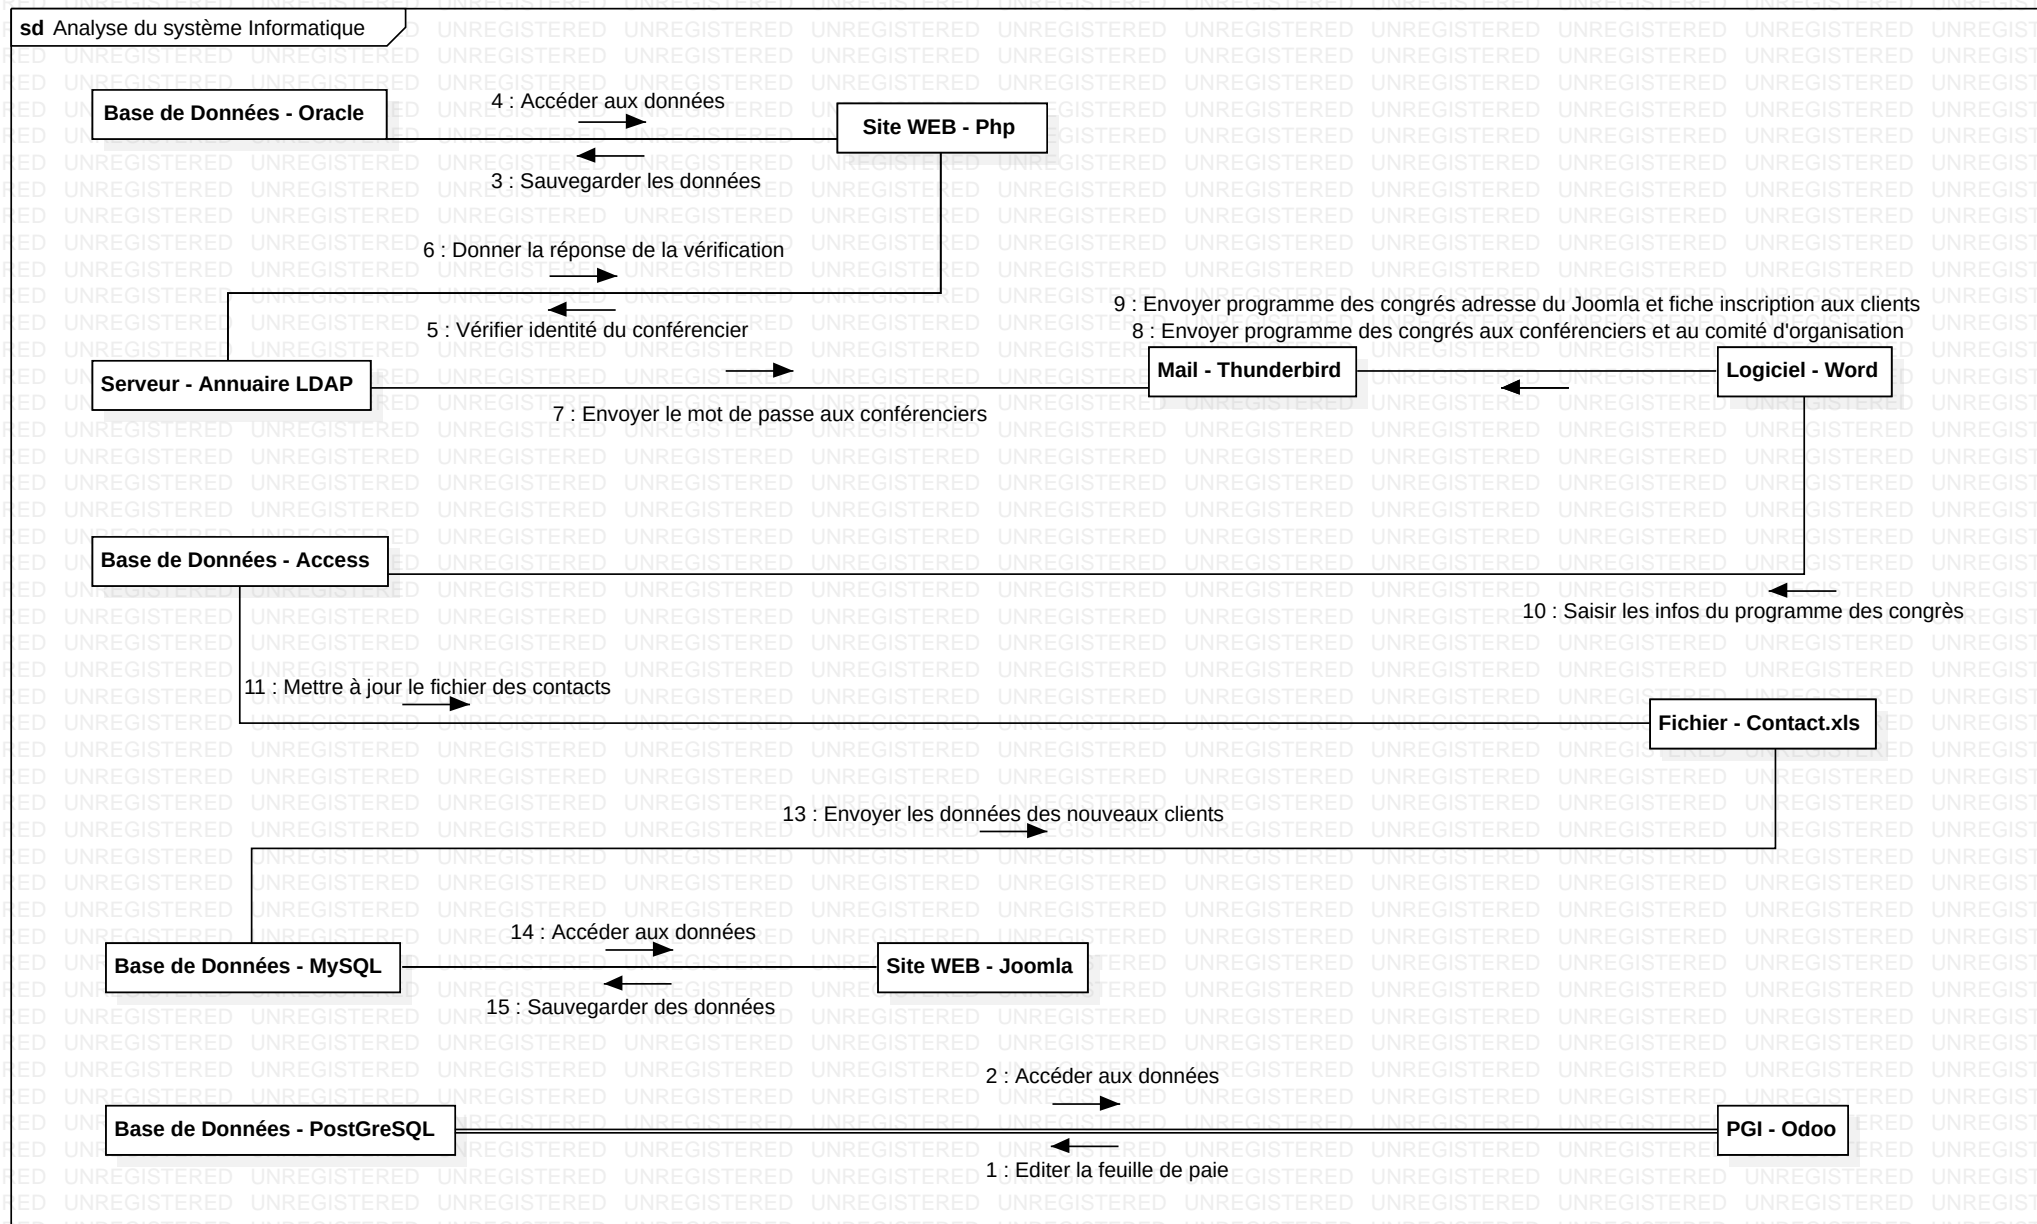 sd Analyse du système Informatique
4 : Accéder aux données
Base de Données - Oracle
Site WEB - Php
3 : Sauvegarder les données
6 : Donner la réponse de la vérification
9 : Envoyer programme des congrés adresse du Joomla et fiche inscription aux clients
5 : Vérifier identité du conférencier
8 : Envoyer programme des congrés aux conférenciers et au comité d'organisation
Serveur - Annuaire LDAP
Mail - Thunderbird
Logiciel - Word
7 : Envoyer le mot de passe aux conférenciers
Base de Données - Access
10 : Saisir les infos du programme des congrès
11 : Mettre à jour le fichier des contacts
Fichier - Contact.xls
13 : Envoyer les données des nouveaux clients
14 : Accéder aux données
Base de Données - MySQL
Site WEB - Joomla
15 : Sauvegarder des données
2 : Accéder aux données
Base de Données - PostGreSQL
PGI - Odoo
1 : Editer la feuille de paie
UNREGISTERED